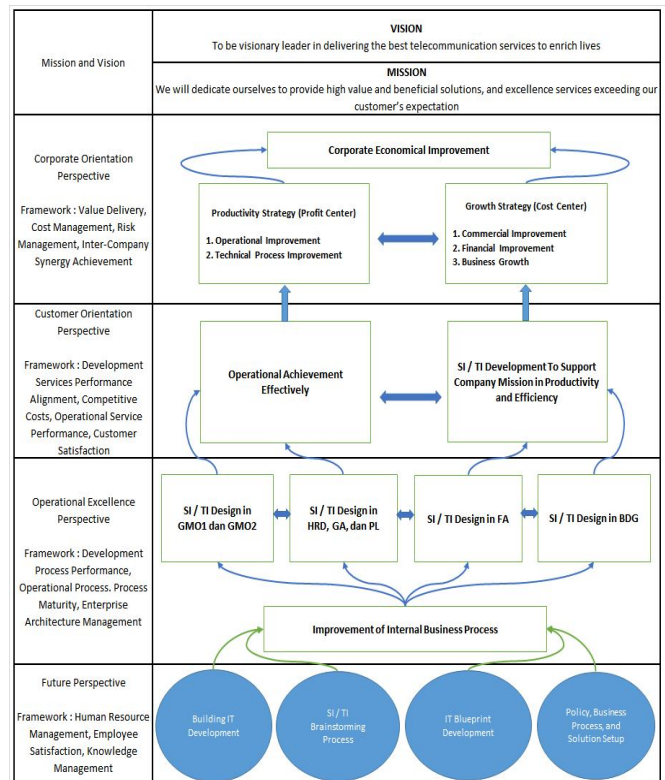 Mission and Vision
VISION
To be visionary leader in delivering the best telecommunication services to enrich lives
MISSION
We will dedicate ourselves to provide high value and beneficial solutions, and excellence services exceeding our
customer's expectation
Corporate Orientation
Perspective
Framework : Value Delivery,
Cost Management, Risk
Management, Inter-Company
Synergy Achievement
Corporate Economical Improvement
Productivity Strategy (Profit Center)
1. Operational Improvement
2. Technical Process Improvement
Growth Strategy (Cost Center)
1. Commercial Improvement
2. Financial Improvement
3. Business Growth
Customer Orientation
Perspective
Framework : Development
Services Performance
Alignment, Competitive
Costs, Operational Service
Performance, Customer
Satisfaction
Operational Achievement
Effectively
SI / TI Development To Support
Company Mission in Productivity
and Efficiency
Operational Excellence
Perspective
Framework : Development
Process Performance,
Operational Process. Process
Maturity, Enterprise
Architecture Management
SI / TI Design in
GMO1 dan GMO2
SI / TI Design in
HRD, GA, dan PL
SI / TI Design in FA
SI / TI Design in BDG
Improvement of Internal Business Process
Future Perspective
Framework : Human Resource
Management, Employee
Satisfaction, Knowledge
Management
Building IT
Development
SI / TI
Brainstorming
Process
IT Blueprint
Development
Policy, Business
Process, and
Solution Setup